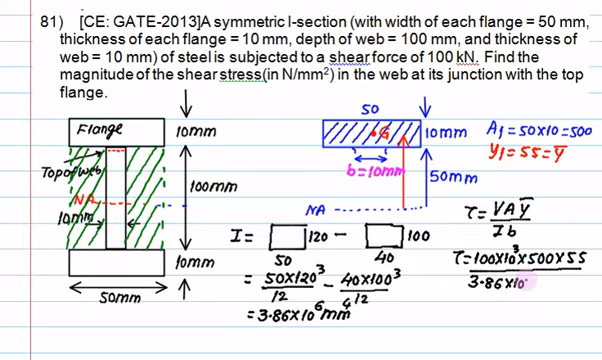 81) [CE: GATE-2013]A symmetric I-section (with width of each flange = 50 mm,
thickness of each flange = 10 mm, depth of web = 100 mm, and thickness of
web = 10 mm) of steel is subjected to a shear force of 100 kN. Find the
magnitude of the shear stress(in N/mm²) in the web at its junction with the top
flange.
Flange
10mm
Top of web
NA
10mm
100mm
10mm
50mm
50
G
10mm
b=10mm
50mm
NA
A₁ = 50×10 = 500
y₁ = 55 = ȳ
I = 120 - 100
50 40
= 50×120³/12 - 40×100³/12
= 3.86×10⁶ mm
τ = VAȳ/Ib
τ = 100×10³×500×55
3.86×10